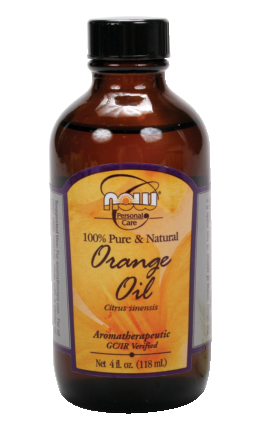 NOW
Personal
Care
100% Pure & Natural
Orange
Oil
Citrus sinensis
Aromatherapeutic
GC/IR Verified
Net 4 fl. oz. (118 ml.)